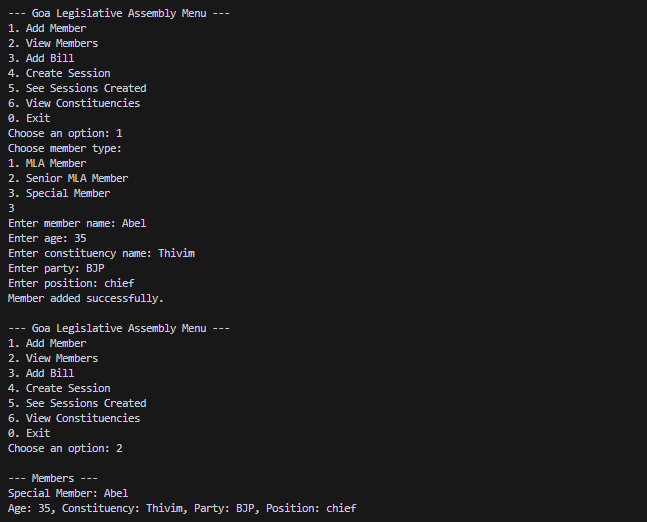 --- Goa Legislative Assembly Menu ---
1. Add Member
2. View Members
3. Add Bill
4. Create Session
5. See Sessions Created
6. View Constituencies
0. Exit
Choose an option: 1
Choose member type:
1. MLA Member
2. Senior MLA Member
3. Special Member
3
Enter member name: Abel
Enter age: 35
Enter constituency name: Thivim
Enter party: BJP
Enter position: chief
Member added successfully.

--- Goa Legislative Assembly Menu ---
1. Add Member
2. View Members
3. Add Bill
4. Create Session
5. See Sessions Created
6. View Constituencies
0. Exit
Choose an option: 2

--- Members ---
Special Member: Abel
Age: 35, Constituency: Thivim, Party: BJP, Position: chief